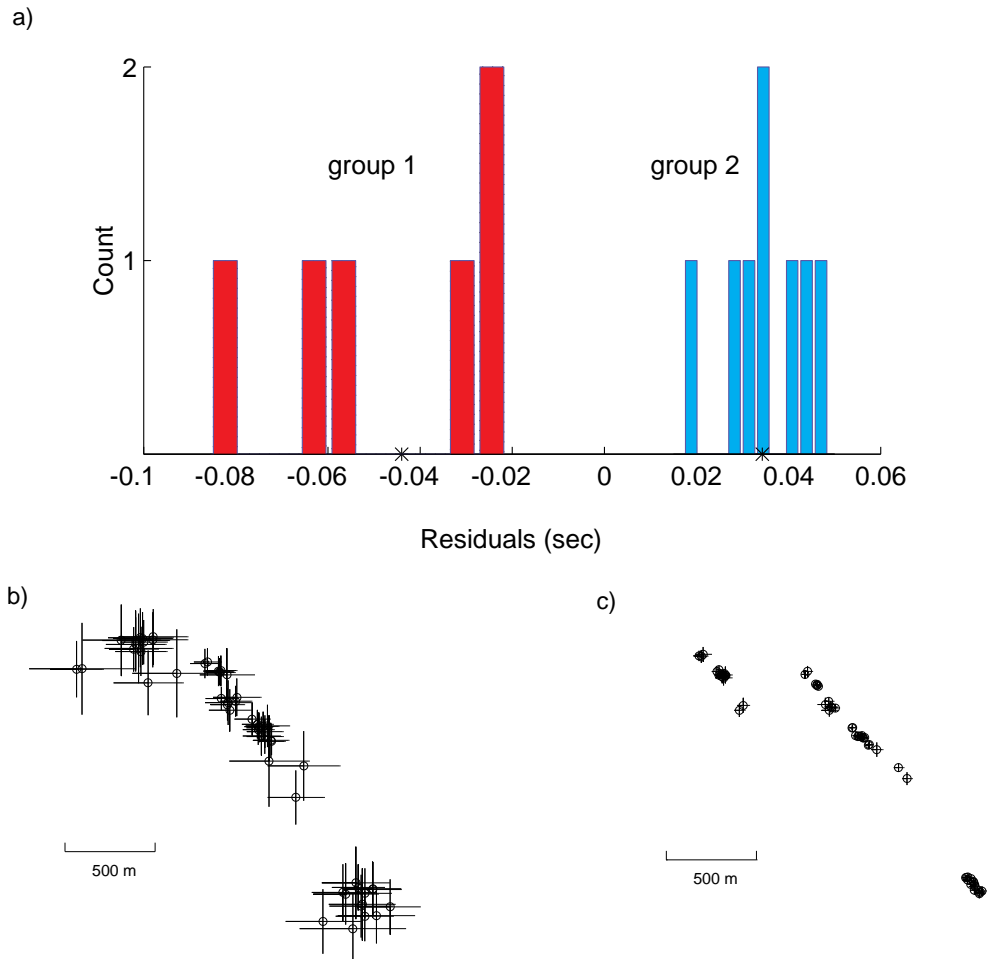 a)
2
group 1 group 2
Count
1
-0.1 -0.08 -0.06 -0.04 -0.02 0 0.02 0.04 0.06
Residuals (sec)
b)
c)
500 m
500 m